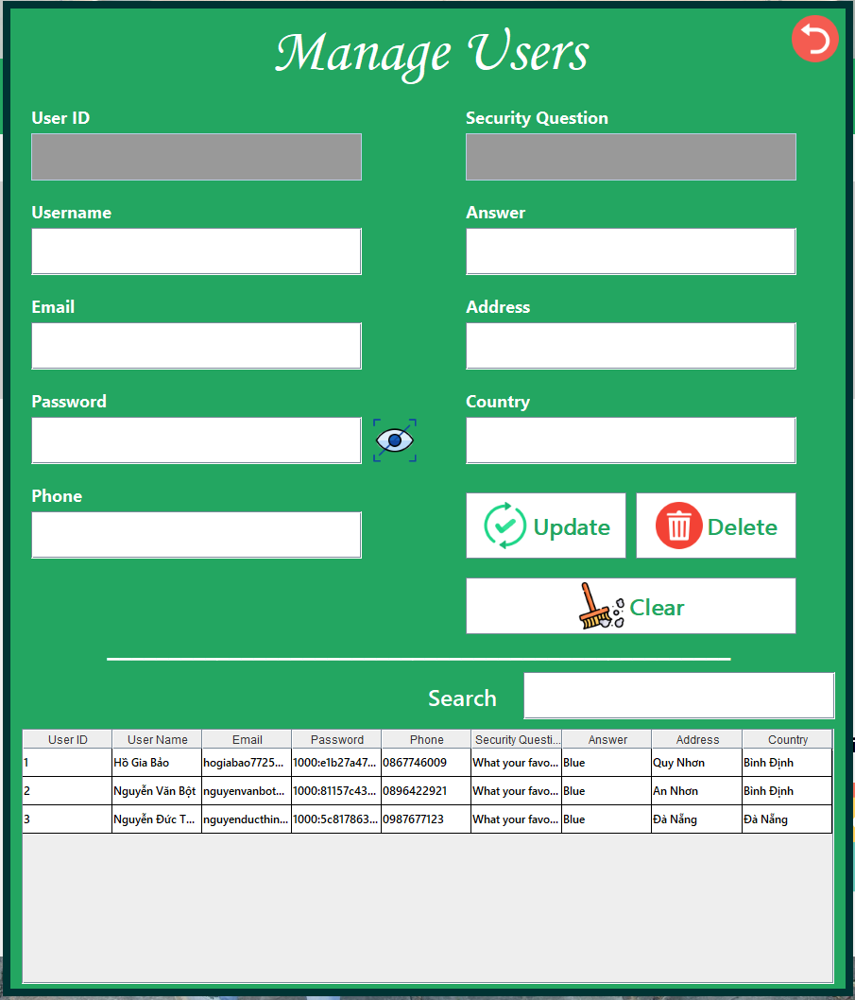 Manage Users
User ID
Security Question
Username
Answer
Email
Address
Password
Country
Phone
Update
Delete
Clear
Search
User ID User Name Email Password Phone Security Questi... Answer Address Country
1 Hồ Gia Bảo hogiabao7725... 1000:e1b27a47... 0867746009 What your favo... Blue Quy Nhơn Bình Định
2 Nguyễn Văn Bột nguyenvanbot... 1000:81157c43... 0896422921 What your favo... Blue An Nhơn Bình Định
3 Nguyễn Đức T... nguyenducthin... 1000:5c817863... 0987677123 What your favo... Blue Đà Nẵng Đà Nẵng